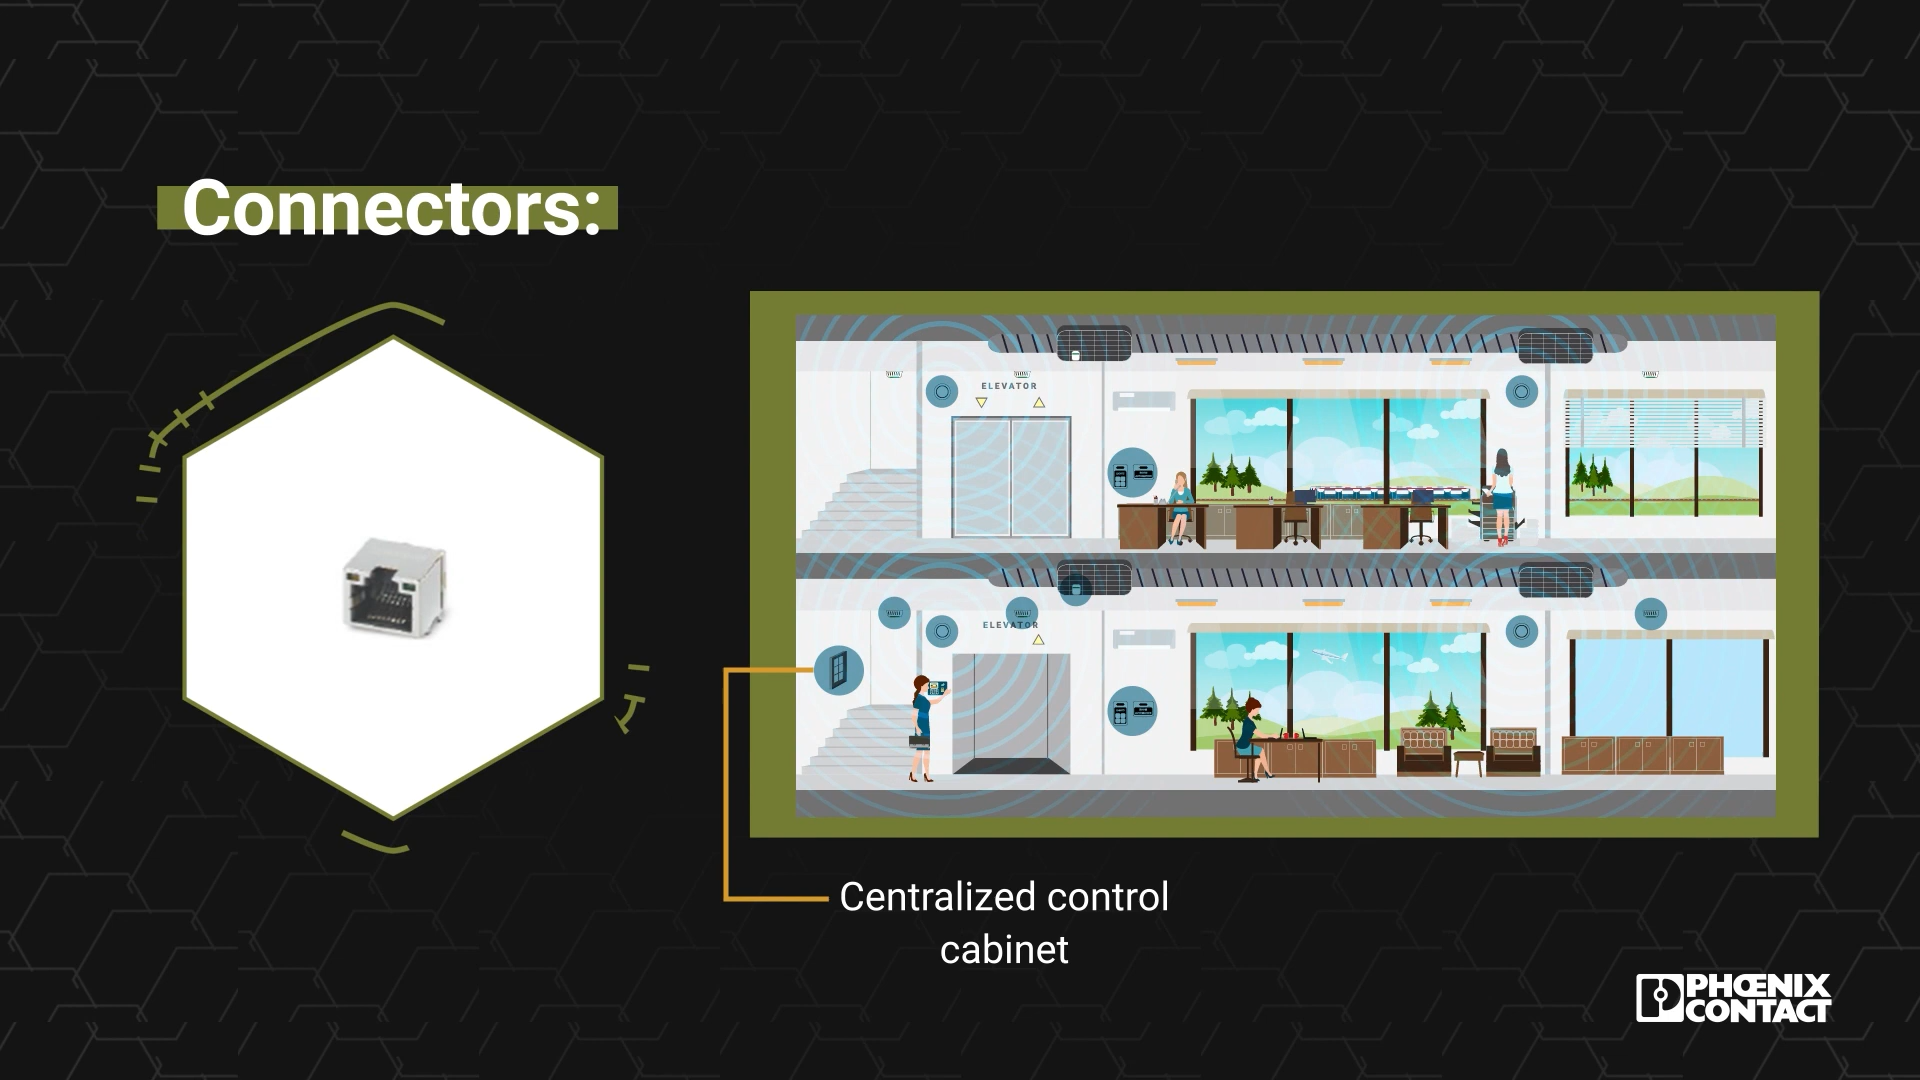 Connectors:
ELEVATOR
ELEVATOR
Centralized control
cabinet
PHŒNIX
CONTACT